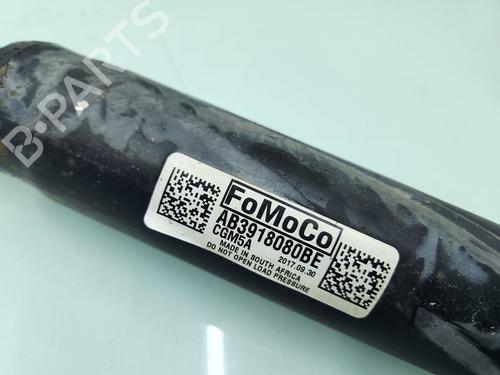 B-PARTS
FoMoCo
AB3918080BE
CGM5A
2017.09.30
MADE IN SOUTH AFRICA
DO NOT OPEN LOAD PRESSURE